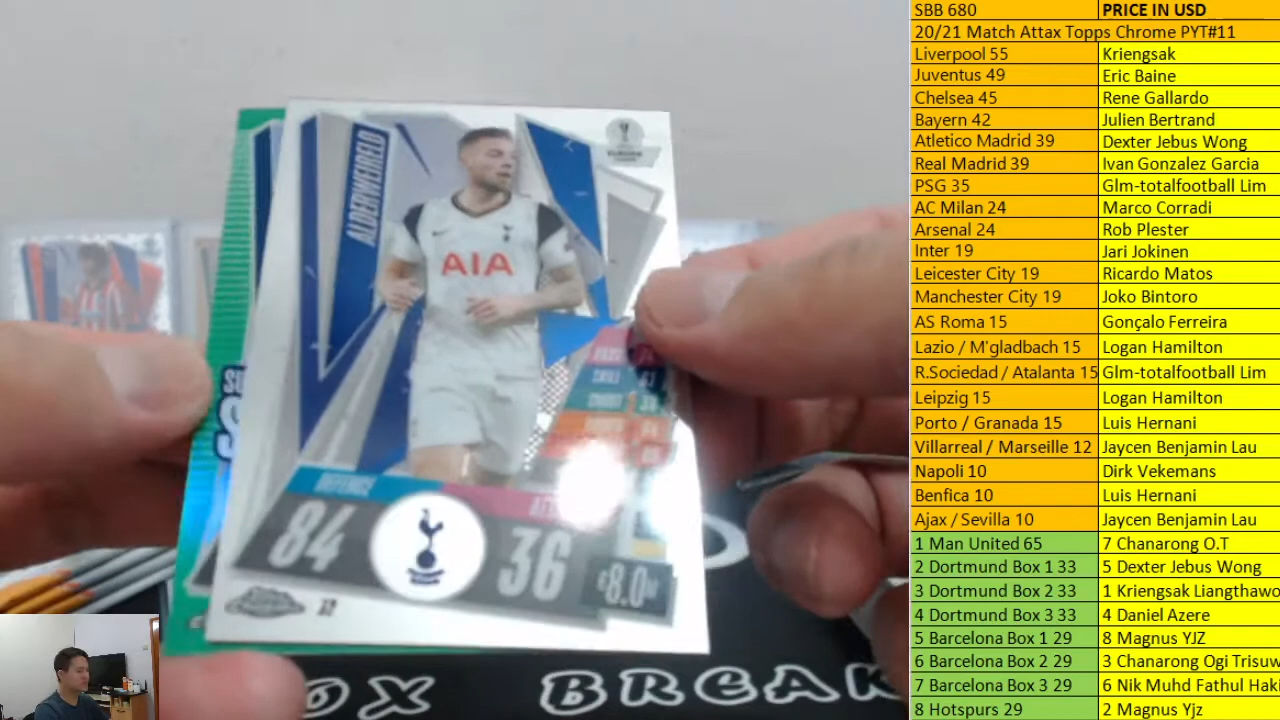 ALDERWEIRELD
AIA
DEFENCE
84
36
€8.0M
12
OX BREAK
SBB 680 PRICE IN USD
20/21 Match Attax Topps Chrome PYT#11
Liverpool 55 Kriengsak
Juventus 49 Eric Baine
Chelsea 45 Rene Gallardo
Bayern 42 Julien Bertrand
Atletico Madrid 39 Dexter Jebus Wong
Real Madrid 39 Ivan Gonzalez Garcia
PSG 35 Glm-totalfootball Lim
AC Milan 24 Marco Corradi
Arsenal 24 Rob Plester
Inter 19 Jari Jokinen
Leicester City 19 Ricardo Matos
Manchester City 19 Joko Bintoro
AS Roma 15 Gonçalo Ferreira
Lazio / M'gladbach 15 Logan Hamilton
R.Sociedad / Atalanta 15 Glm-totalfootball Lim
Leipzig 15 Logan Hamilton
Porto / Granada 15 Luis Hernani
Villarreal / Marseille 12 Jaycen Benjamin Lau
Napoli 10 Dirk Vekemans
Benfica 10 Luis Hernani
Ajax / Sevilla 10 Jaycen Benjamin Lau
1 Man United 65 7 Chanarong O.T
2 Dortmund Box 1 33 5 Dexter Jebus Wong
3 Dortmund Box 2 33 1 Kriengsak Liangthawo
4 Dortmund Box 3 33 4 Daniel Azere
5 Barcelona Box 1 29 8 Magnus YJZ
6 Barcelona Box 2 29 3 Chanarong Ogi Trisuw
7 Barcelona Box 3 29 6 Nik Muhd Fathul Haki
8 Hotspurs 29 2 Magnus Yjz